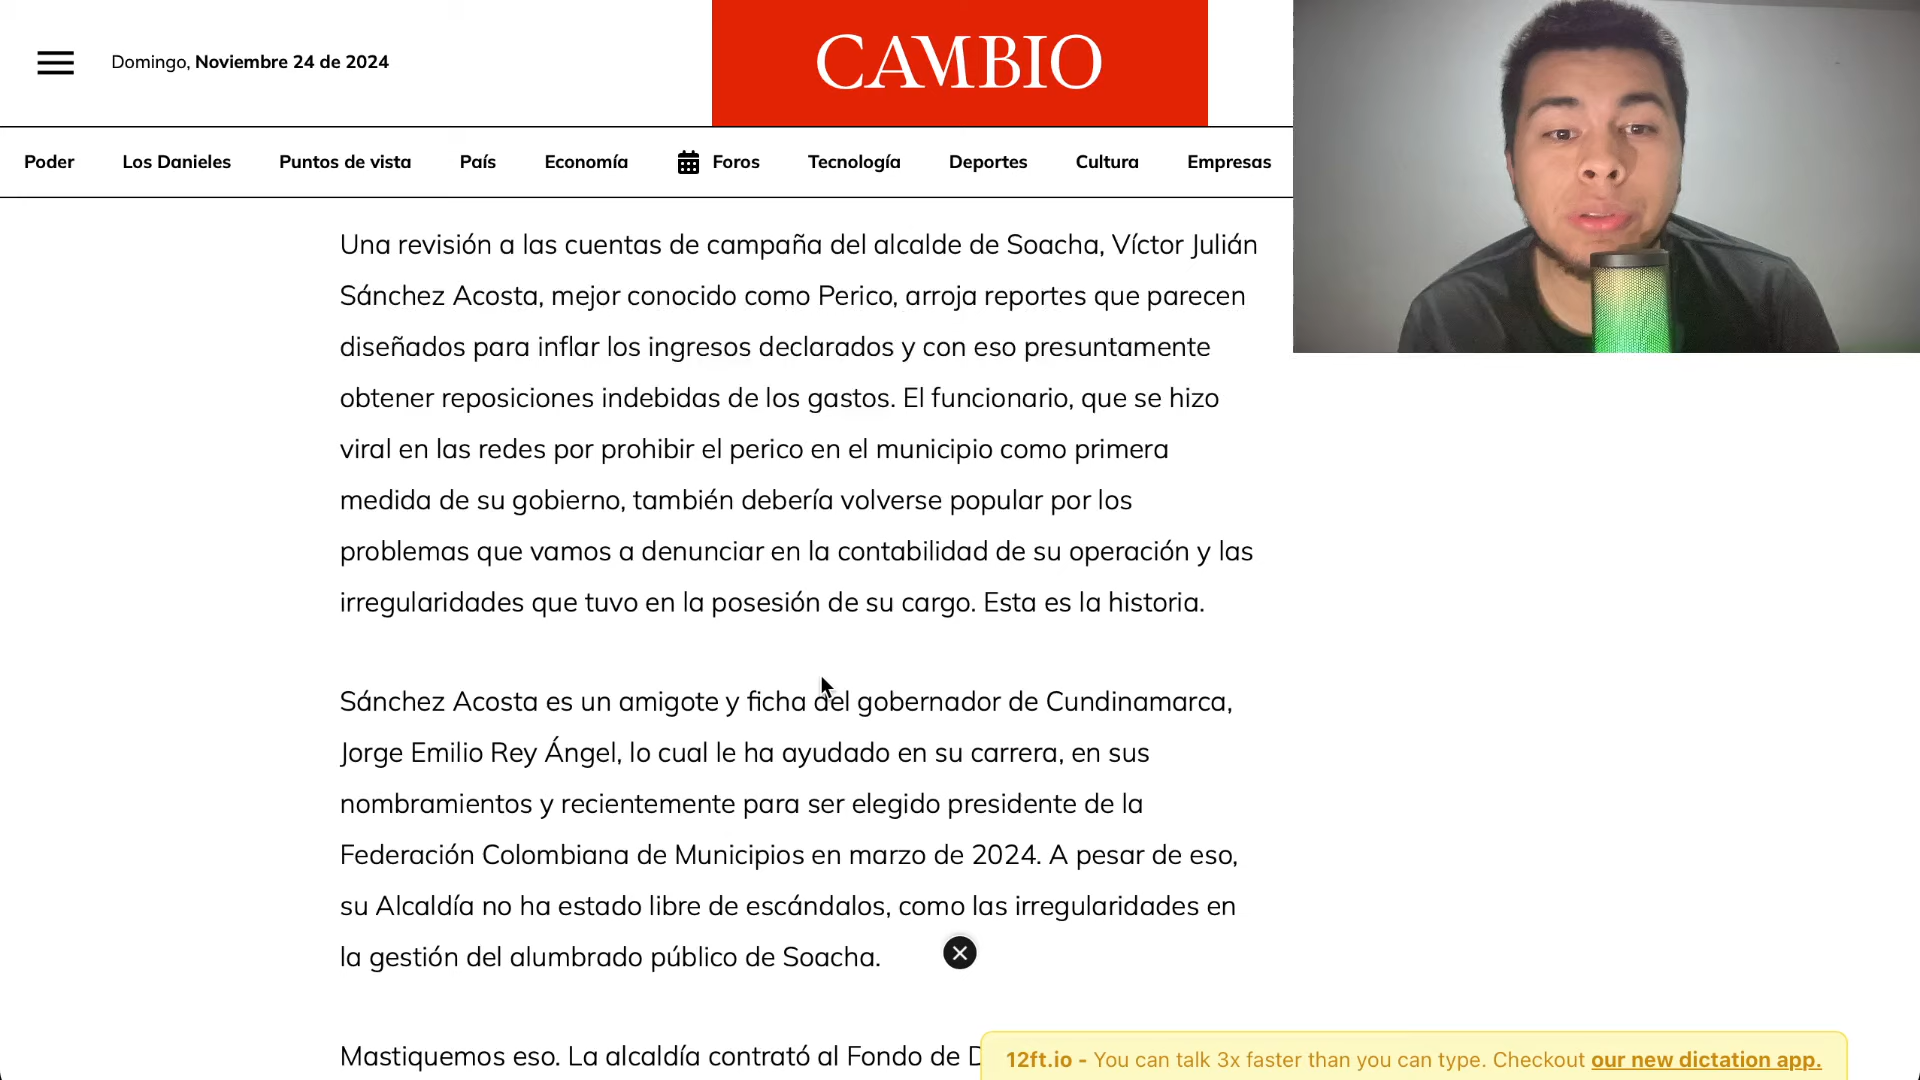 Domingo, Noviembre 24 de 2024
CAMBIO
Poder Los Danieles Puntos de vista País Economía Foros Tecnología Deportes Cultura Empresas
Una revisión a las cuentas de campaña del alcalde de Soacha, Víctor Julián
Sánchez Acosta, mejor conocido como Perico, arroja reportes que parecen
diseñados para inflar los ingresos declarados y con eso presuntamente
obtener reposiciones indebidas de los gastos. El funcionario, que se hizo
viral en las redes por prohibir el perico en el municipio como primera
medida de su gobierno, también debería volverse popular por los
problemas que vamos a denunciar en la contabilidad de su operación y las
irregularidades que tuvo en la posesión de su cargo. Esta es la historia.
Sánchez Acosta es un amigote y ficha del gobernador de Cundinamarca,
Jorge Emilio Rey Ángel, lo cual le ha ayudado en su carrera, en sus
nombramientos y recientemente para ser elegido presidente de la
Federación Colombiana de Municipios en marzo de 2024. A pesar de eso,
su Alcaldía no ha estado libre de escándalos, como las irregularidades en
la gestión del alumbrado público de Soacha.
Mastiquemos eso. La alcaldía contrató al Fondo de D
12ft.io - You can talk 3x faster than you can type. Checkout our new dictation app.